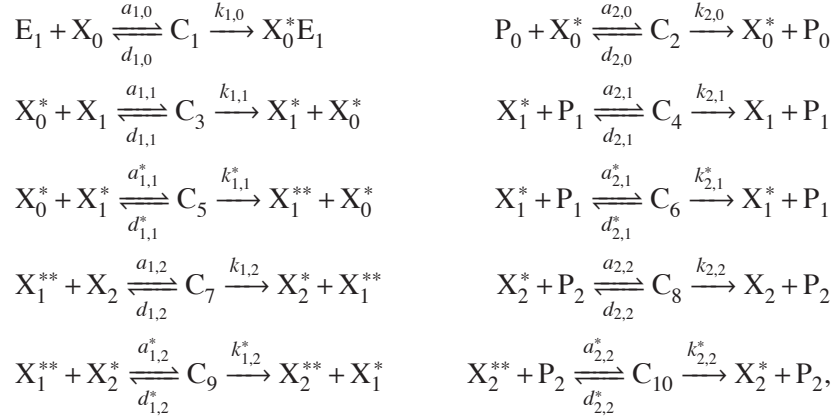 E₁ + X₀ ⇌ (a₁,₀ / d₁,₀) C₁ → (k₁,₀) X₀*E₁    P₀ + X₀* ⇌ (a₂,₀ / d₂,₀) C₂ → (k₂,₀) X₀* + P₀
X₀* + X₁ ⇌ (a₁,₁ / d₁,₁) C₃ → (k₁,₁) X₁* + X₀*    X₁* + P₁ ⇌ (a₂,₁ / d₂,₁) C₄ → (k₂,₁) X₁ + P₁
X₀* + X₁* ⇌ (a*₁,₁ / d*₁,₁) C₅ → (k*₁,₁) X₁** + X₀*    X₁* + P₁ ⇌ (a*₂,₁ / d*₂,₁) C₆ → (k*₂,₁) X₁* + P₁
X₁** + X₂ ⇌ (a₁,₂ / d₁,₂) C₇ → (k₁,₂) X₂* + X₁**    X₂* + P₂ ⇌ (a₂,₂ / d₂,₂) C₈ → (k₂,₂) X₂ + P₂
X₁** + X₂* ⇌ (a*₁,₂ / d*₁,₂) C₉ → (k*₁,₂) X₂** + X₁*    X₂** + P₂ ⇌ (a*₂,₂ / d*₂,₂) C₁₀ → (k*₂,₂) X₂* + P₂,